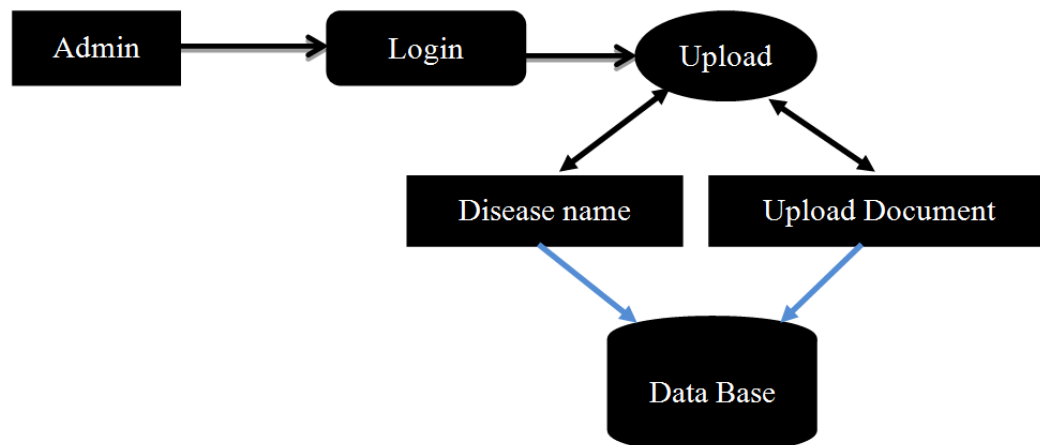 Admin
Login
Upload
Disease name
Upload Document
Data Base